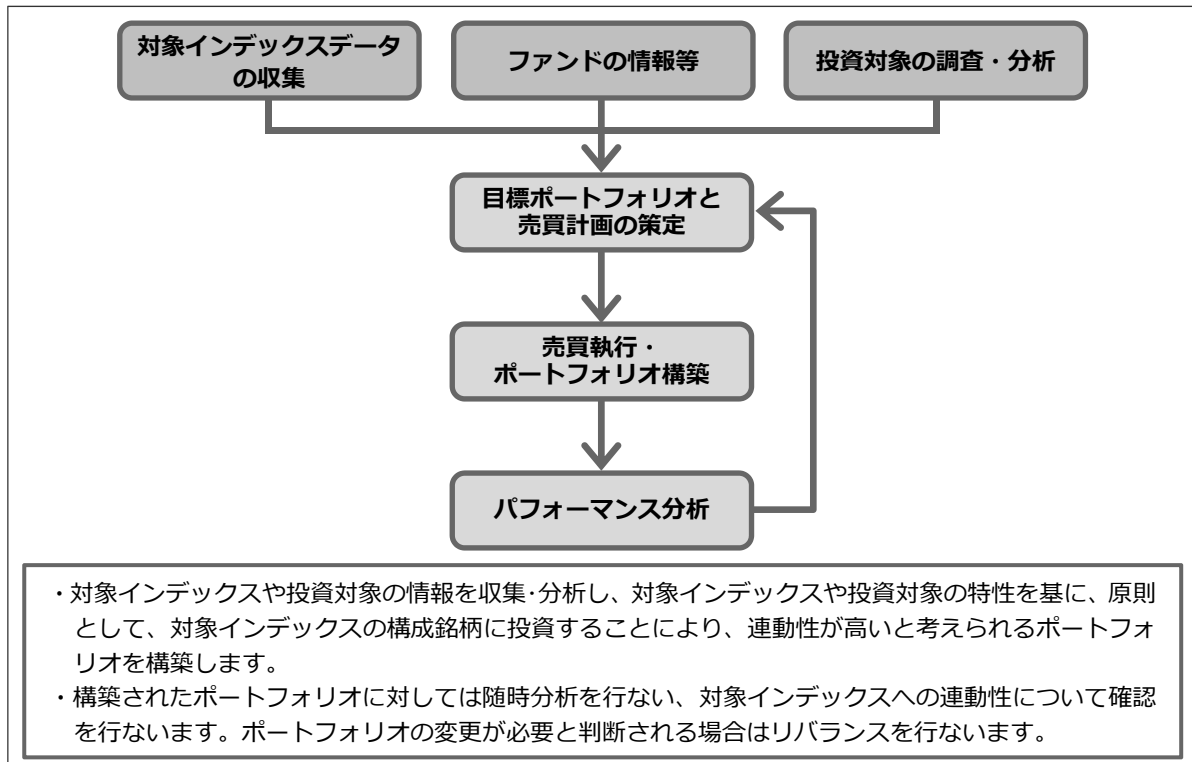 対象インデックスデータ
の収集
ファンドの情報等
投資対象の調査・分析
目標ポートフォリオと
売買計画の策定
売買執行・
ポートフォリオ構築
パフォーマンス分析
・対象インデックスや投資対象の情報を収集･分析し、対象インデックスや投資対象の特性を基に、原則
として、対象インデックスの構成銘柄に投資することにより、連動性が高いと考えられるポートフォ
リオを構築します。
・構築されたポートフォリオに対しては随時分析を行ない、対象インデックスへの連動性について確認
を行ないます。ポートフォリオの変更が必要と判断される場合はリバランスを行ないます。